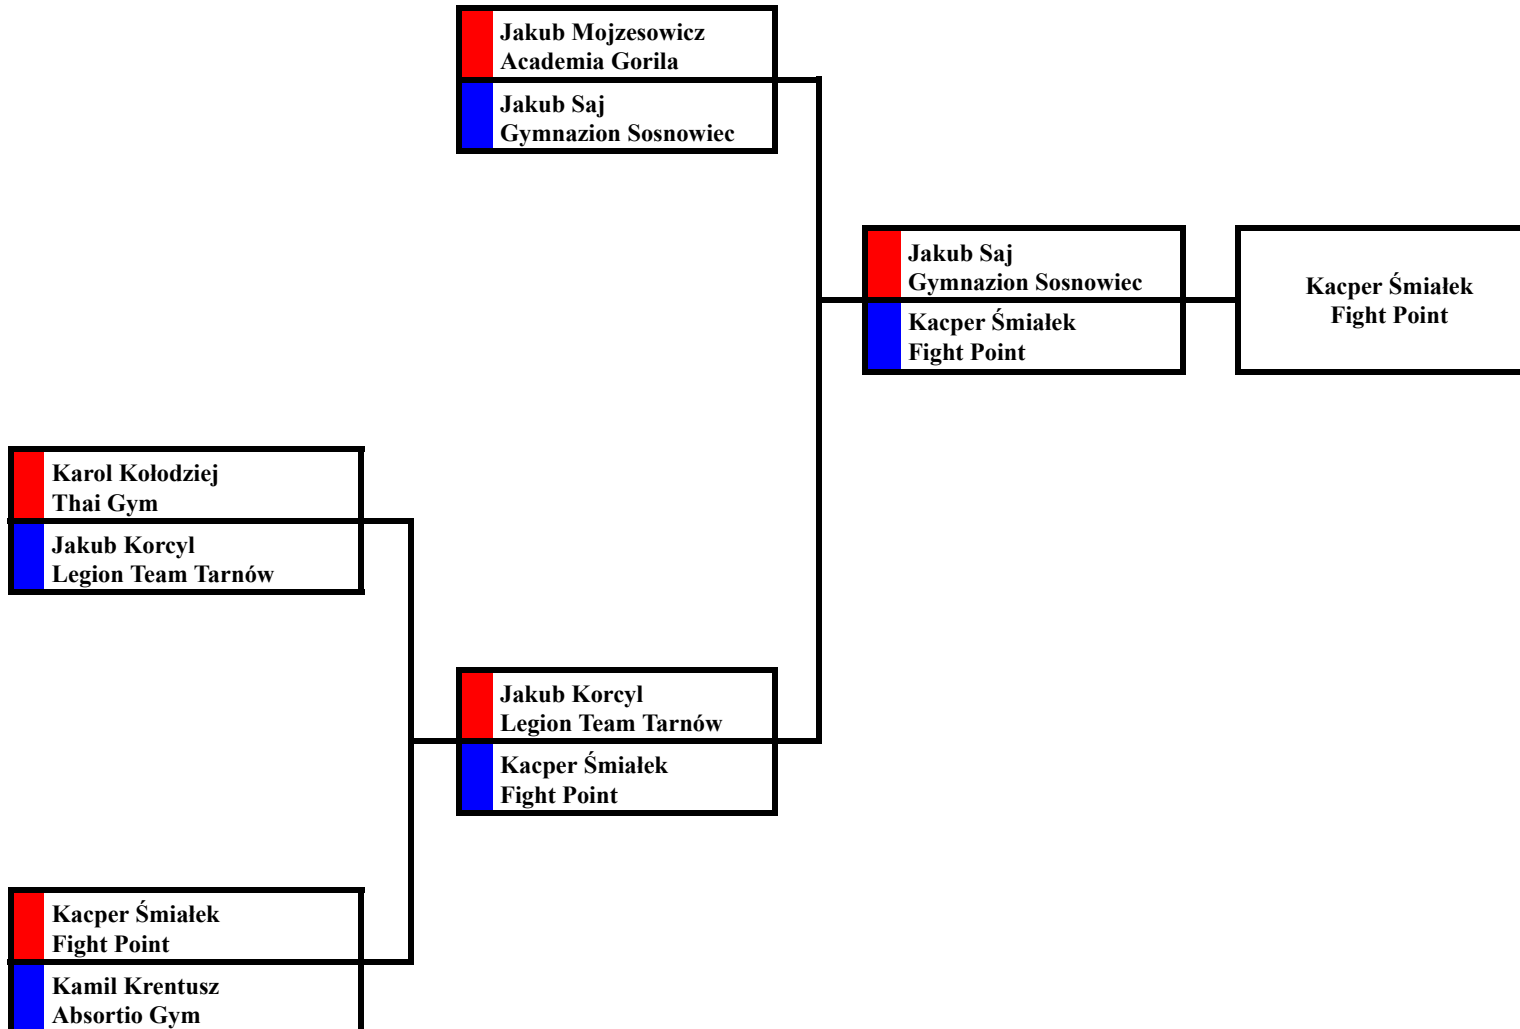 Jakub Mojzesowicz
Academia Gorila
Jakub Saj
Gymnazion Sosnowiec
Jakub Saj
Gymnazion Sosnowiec
Kacper Śmiałek
Fight Point
Kacper Śmiałek
Fight Point
Karol Kołodziej
Thai Gym
Jakub Korcyl
Legion Team Tarnów
Jakub Korcyl
Legion Team Tarnów
Kacper Śmiałek
Fight Point
Kacper Śmiałek
Fight Point
Kamil Krentusz
Absortio Gym